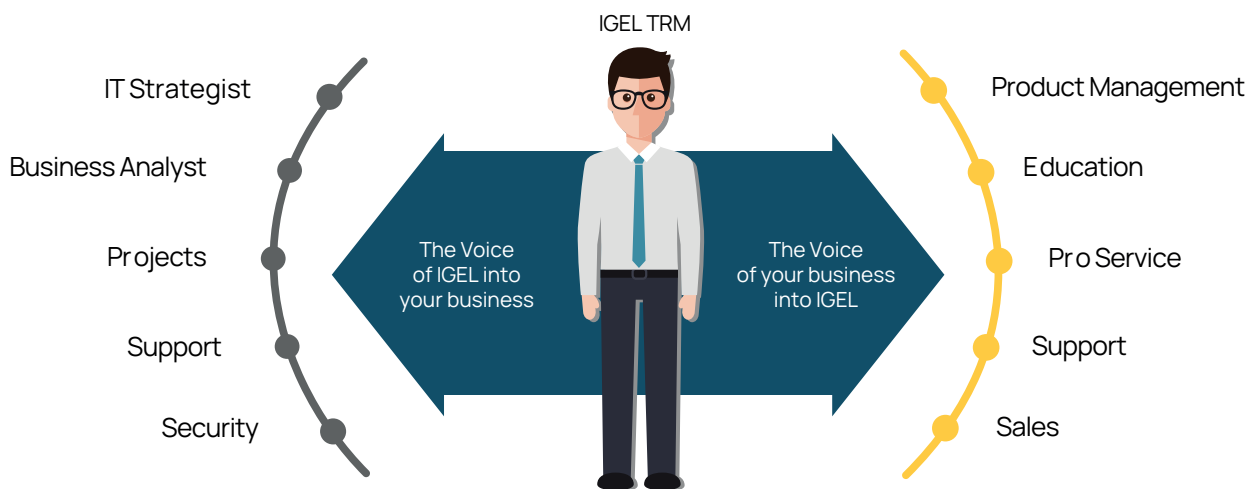 IGEL TRM
IT Strategist
Business Analyst
Projects
Support
Security
The Voice
of IGEL into
your business
The Voice
of your business
into IGEL
Product Management
Education
Pro Service
Support
Sales